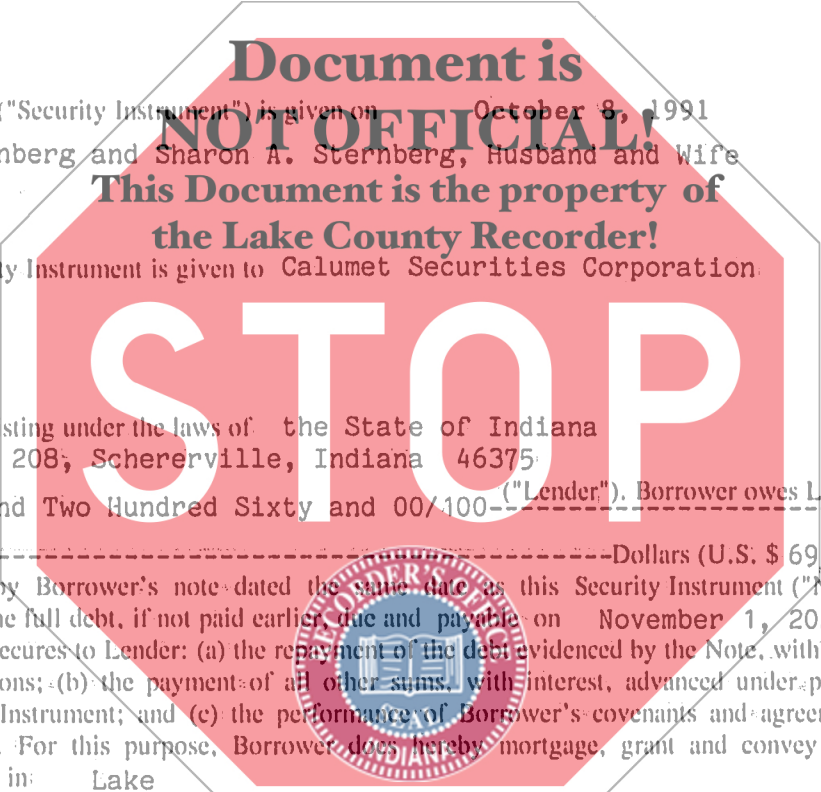 Document is
("Security Instrument") is given on October 8, 1991
NOT OFFICIAL!
nberg and Sharon A. Sternberg, Husband and Wife
This Document is the property of
the Lake County Recorder!
ty Instrument is given to Calumet Securities Corporation
STOP
sting under the laws of the State of Indiana
208, Schererville, Indiana 46375
("Lender"). Borrower owes L
nd Two Hundred Sixty and 00/100
Dollars (U.S. $ 69
by Borrower's note dated the same date as this Security Instrument ("N
he full debt, if not paid earlier, due and payable on November 1, 20
ecures to Lender: (a) the repayment of the debt evidenced by the Note, with
ons; (b) the payment of all other sums, with interest, advanced under p
Instrument; and (c) the performance of Borrower's covenants and agree
. For this purpose, Borrower does hereby mortgage, grant and convey
in Lake
RECORDER'S OFFICE
SEAL
INDIANA